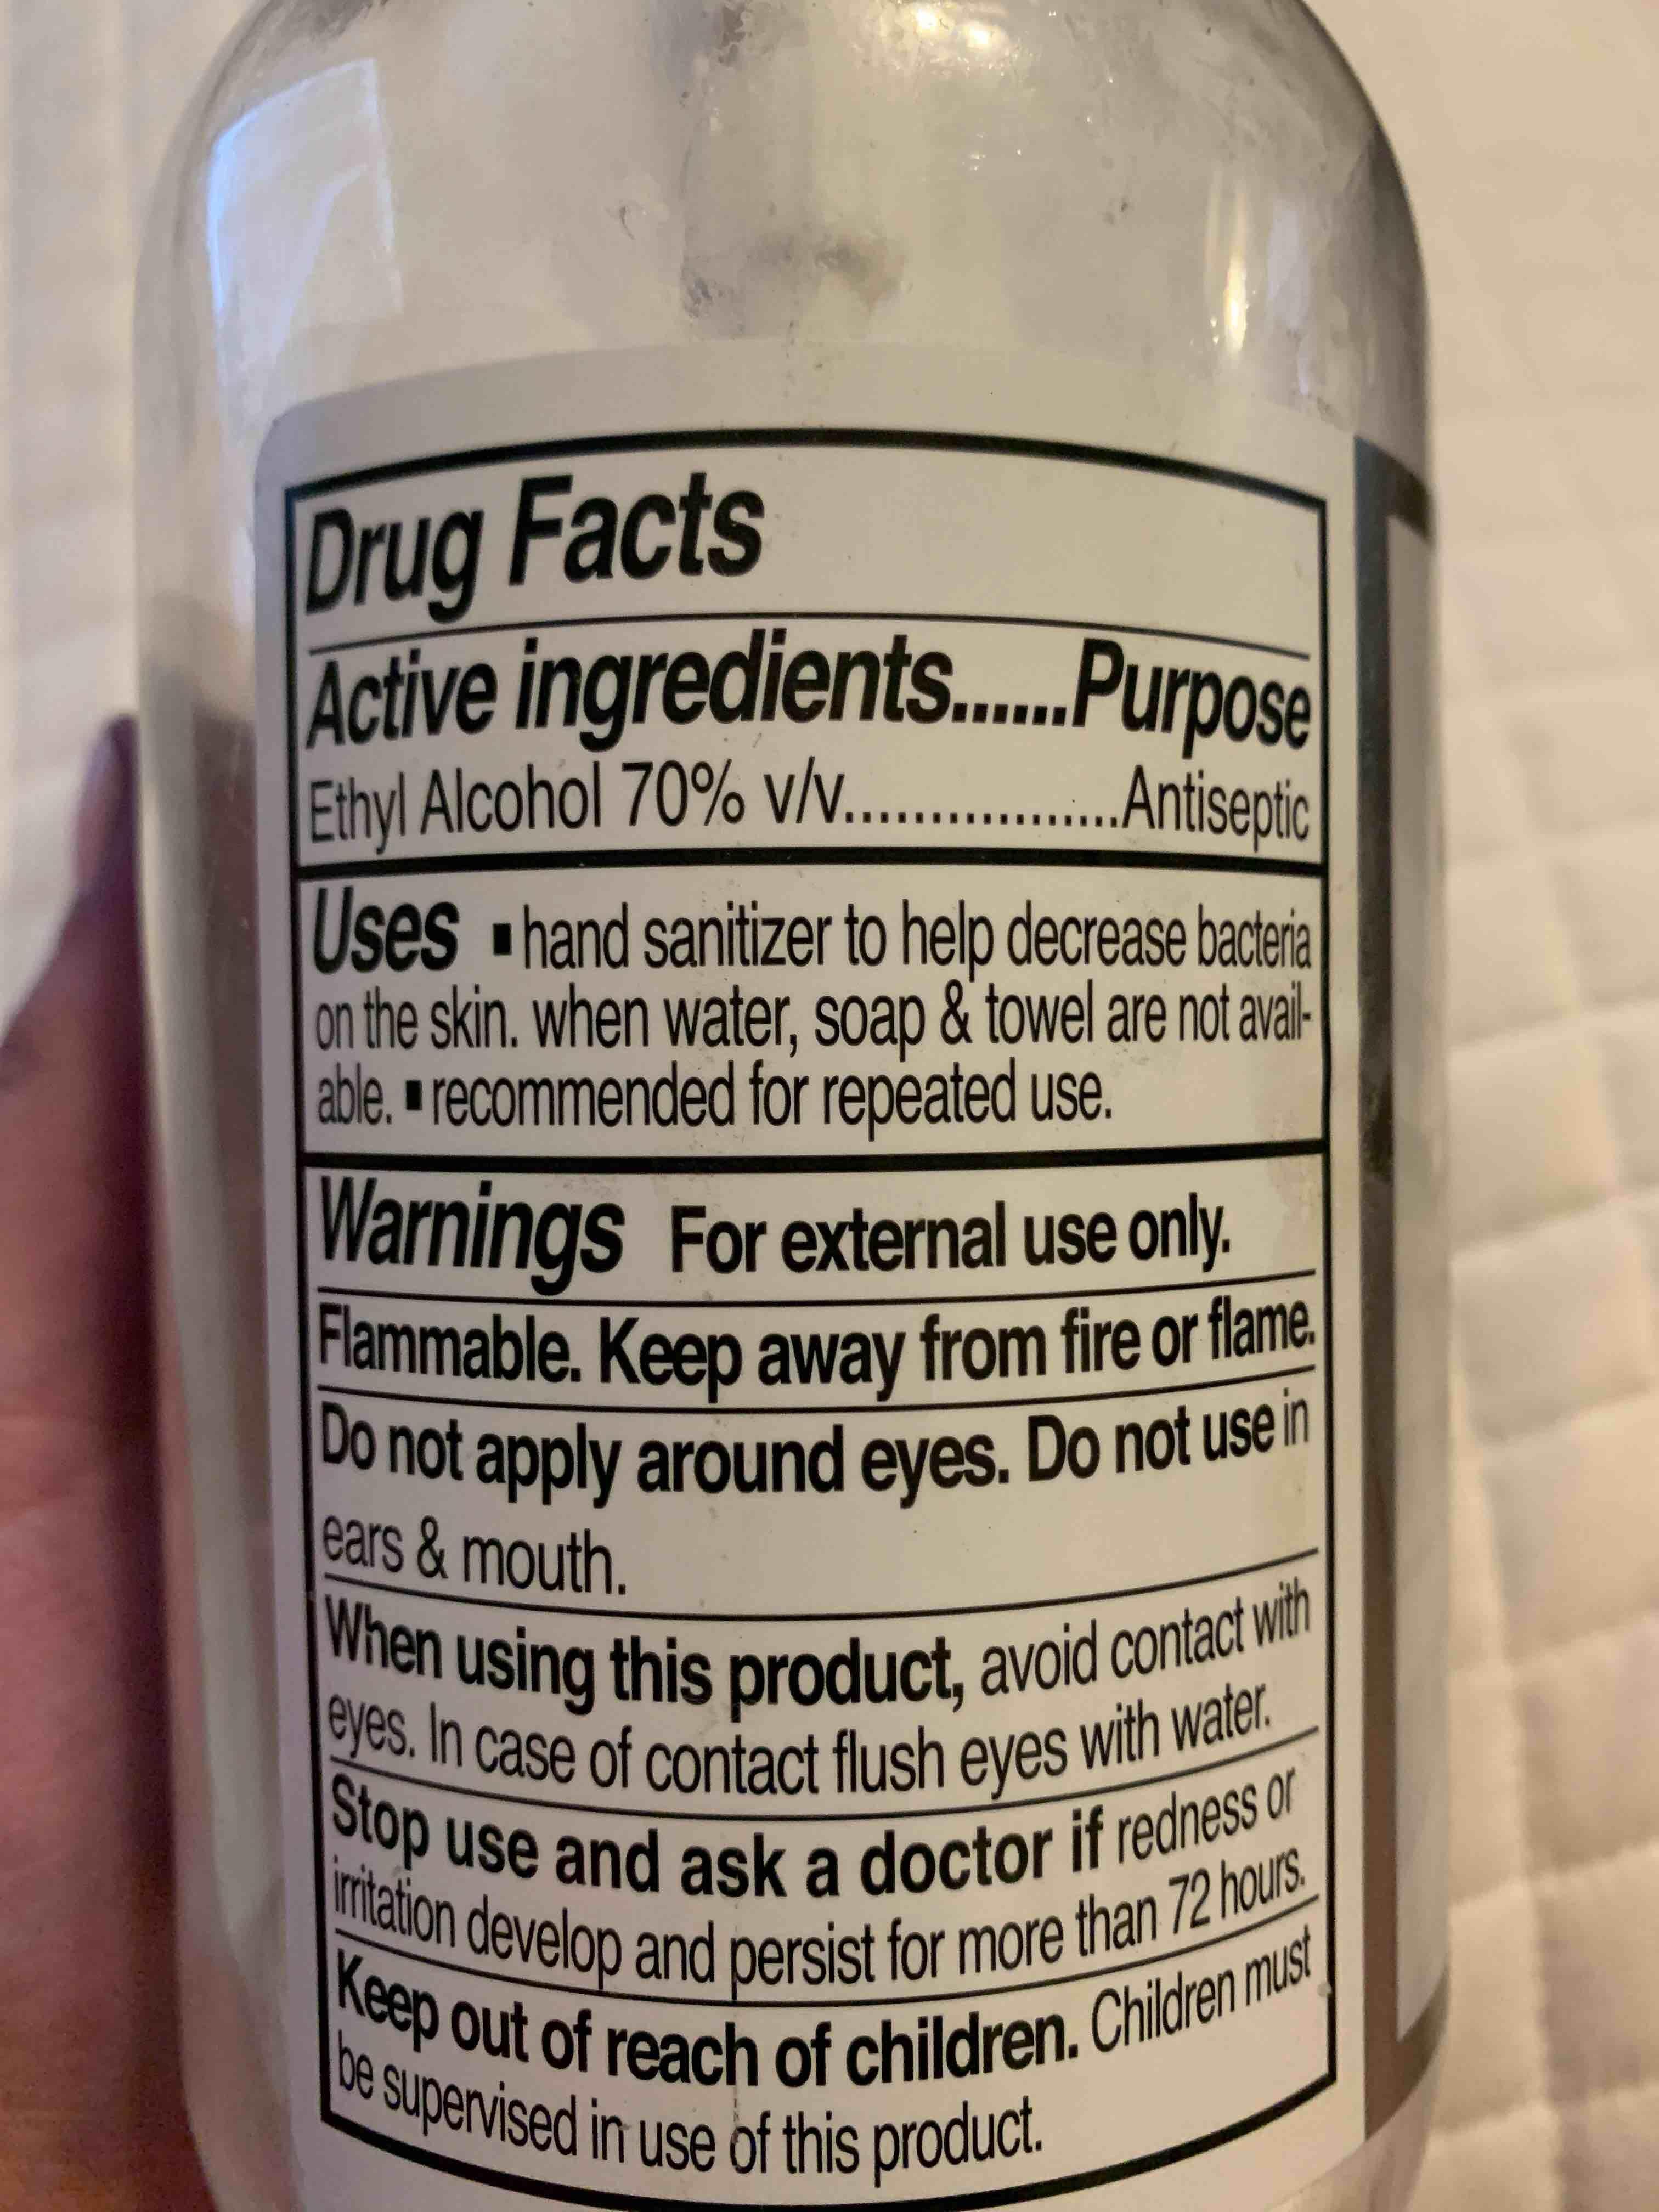 Drug Facts
Active ingredients......Purpose
Ethyl Alcohol 70% v/v..................Antiseptic
Uses ▪ hand sanitizer to help decrease bacteria
on the skin. when water, soap & towel are not avail-
able. ▪ recommended for repeated use.
Warnings For external use only.
Flammable. Keep away from fire or flame.
Do not apply around eyes. Do not use in
ears & mouth.
When using this product, avoid contact with
eyes. In case of contact flush eyes with water.
Stop use and ask a doctor if redness or
irritation develop and persist for more than 72 hours.
Keep out of reach of children. Children must
be supervised in use of this product.